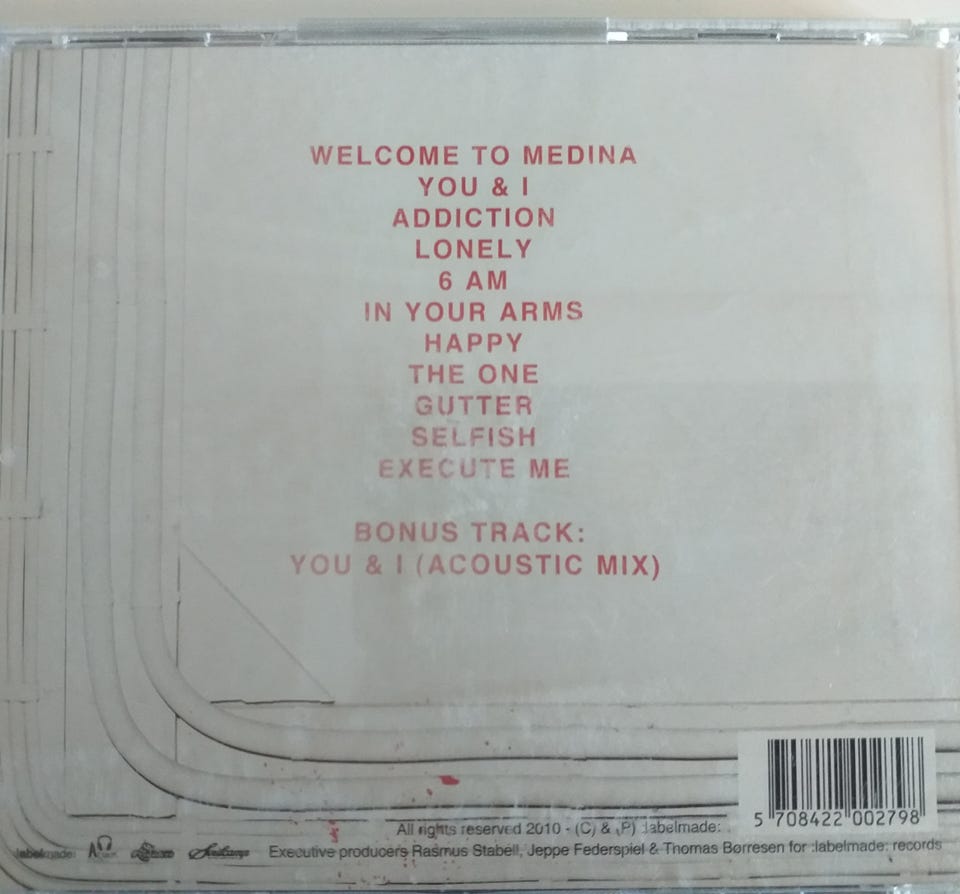 WELCOME TO MEDINA
YOU & I
ADDICTION
LONELY
6 AM
IN YOUR ARMS
HAPPY
THE ONE
GUTTER
SELFISH
EXECUTE ME
BONUS TRACK:
YOU & I (ACOUSTIC MIX)
All rights reserved 2010 - (C) & (P) :labelmade:
5 708422 002798
:labelmade:
Executive producers Rasmus Stabell, Jeppe Federspiel & Thomas Børresen for :labelmade: records